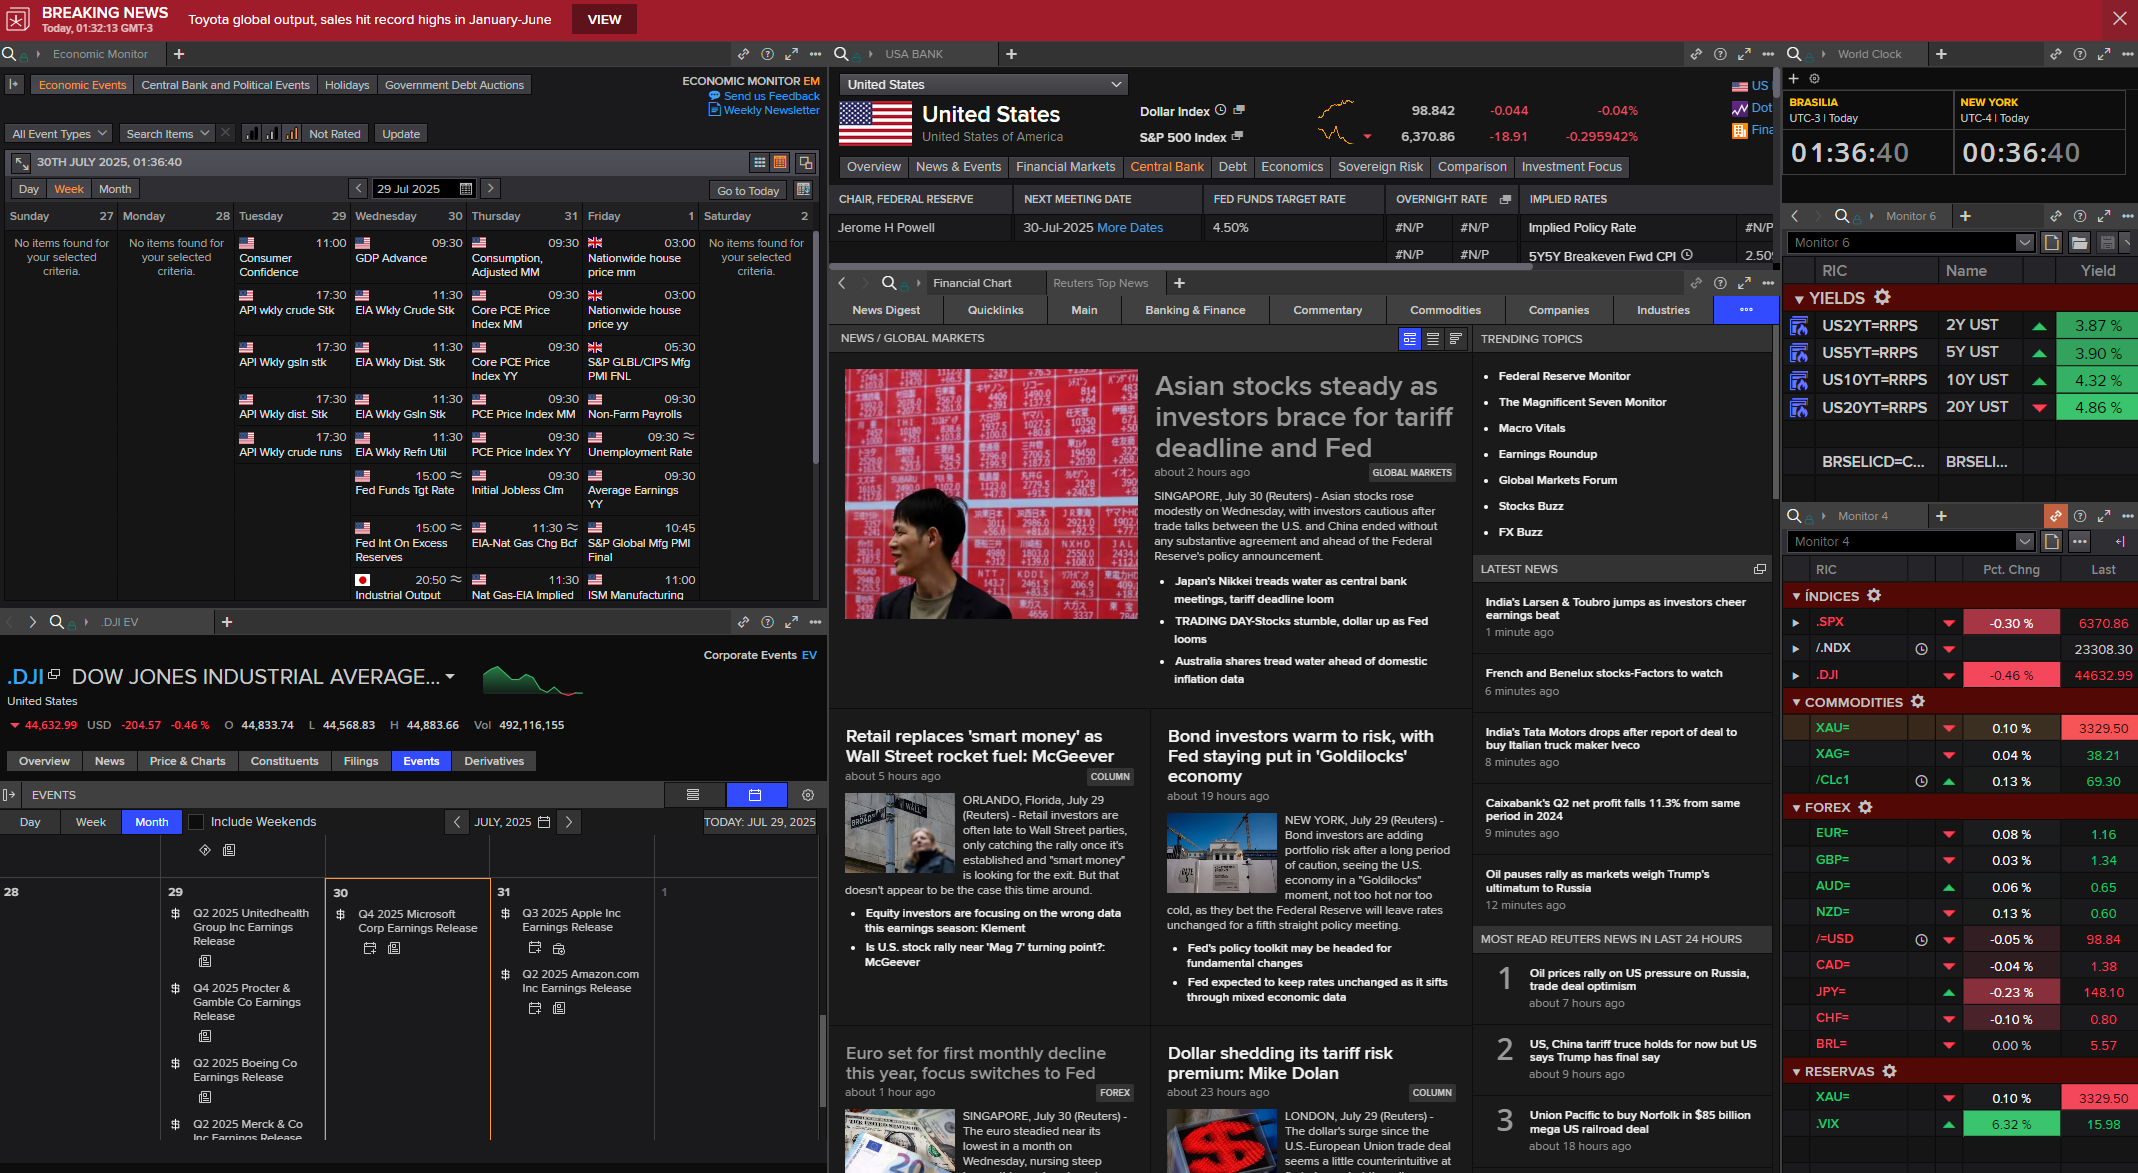 BREAKING NEWS
Today, 01:32:13 GMT-3
Toyota global output, sales hit record highs in January-June
VIEW
Economic Monitor
Economic Events
Central Bank and Political Events
Holidays
Government Debt Auctions
ECONOMIC MONITOR EM
Send us Feedback
Weekly Newsletter
All Event Types
Search Items
Not Rated
Update
30TH JULY 2025, 01:36:40
Day Week Month
29 Jul 2025
Go to Today
Sunday 27
No items found for
your selected
criteria.
Monday 28
No items found for
your selected
criteria.
Tuesday 29
11:00
Consumer
Confidence
17:30
API wkly crude Stk
17:30
API Wkly gsln stk
17:30
API Wkly dist. Stk
17:30
API Wkly crude runs
Wednesday 30
09:30
GDP Advance
11:30
EIA Wkly Crude Stk
11:30
EIA Wkly Dist. Stk
11:30
EIA Wkly Gsln Stk
11:30
EIA Wkly Refn Util
15:00 ≈
Fed Funds Tgt Rate
15:00 ≈
Fed Int On Excess
Reserves
20:50 ≈
Industrial Output
Thursday 31
09:30
Consumption,
Adjusted MM
09:30
Core PCE Price
Index MM
09:30
Core PCE Price
Index YY
09:30
PCE Price Index MM
09:30
PCE Price Index YY
09:30
Initial Jobless Clm
11:30 ≈
EIA-Nat Gas Chg Bcf
11:30
Nat Gas-EIA Implied
Friday 1
03:00
Nationwide house
price mm
03:00
Nationwide house
price yy
05:30
S&P GLBL/CIPS Mfg
PMI FNL
09:30
Non-Farm Payrolls
09:30 ≈
Unemployment Rate
09:30
Average Earnings
YY
10:45
S&P Global Mfg PMI
Final
11:00
ISM Manufacturing
Saturday 2
No items found for
your selected
criteria.
.DJI EV
Corporate Events EV
.DJI DOW JONES INDUSTRIAL AVERAGE...
United States
44,632.99 USD -204.57 -0.46 % O 44,833.74 L 44,568.83 H 44,883.66 Vol 492,116,155
Overview
News
Price & Charts
Constituents
Filings
Events
Derivatives
EVENTS
Day Week Month
Include Weekends
JULY, 2025
TODAY: JUL 29, 2025
28
29
Q2 2025 Unitedhealth
Group Inc Earnings
Release
Q4 2025 Procter &
Gamble Co Earnings
Release
Q2 2025 Boeing Co
Earnings Release
Q2 2025 Merck & Co
Inc Earnings Release
30
Q4 2025 Microsoft
Corp Earnings Release
31
Q3 2025 Apple Inc
Earnings Release
Q2 2025 Amazon.com
Inc Earnings Release
1
USA BANK
United States
United States
United States of America
Dollar Index 98.842 -0.044 -0.04%
S&P 500 Index 6,370.86 -18.91 -0.295942%
US
Dot
Fina
Overview
News & Events
Financial Markets
Central Bank
Debt
Economics
Sovereign Risk
Comparison
Investment Focus
CHAIR, FEDERAL RESERVE
NEXT MEETING DATE
FED FUNDS TARGET RATE
OVERNIGHT RATE
IMPLIED RATES
Jerome H Powell
30-Jul-2025 More Dates
4.50%
#N/P #N/P
Implied Policy Rate #N/P
#N/P #N/P
5Y5Y Breakeven Fwd CPI 2.50
Financial Chart
Reuters Top News
News Digest
Quicklinks
Main
Banking & Finance
Commentary
Commodities
Companies
Industries
NEWS / GLOBAL MARKETS
Asian stocks steady as
investors brace for tariff
deadline and Fed
about 2 hours ago
GLOBAL MARKETS
SINGAPORE, July 30 (Reuters) - Asian stocks rose
modestly on Wednesday, with investors cautious after
trade talks between the U.S. and China ended without
any substantive agreement and ahead of the Federal
Reserve's policy announcement.
• Japan's Nikkei treads water as central bank
meetings, tariff deadline loom
• TRADING DAY-Stocks stumble, dollar up as Fed
looms
• Australia shares tread water ahead of domestic
inflation data
Retail replaces 'smart money' as
Wall Street rocket fuel: McGeever
about 5 hours ago
COLUMN
WALL
BROAD
ORLANDO, Florida, July 29
(Reuters) - Retail investors are
often late to Wall Street parties,
only catching the rally once it's
established and "smart money"
is looking for the exit. But that
doesn't appear to be the case this time around.
• Equity investors are focusing on the wrong data
this earnings season: Klement
• Is U.S. stock rally near 'Mag 7' turning point?:
McGeever
Bond investors warm to risk, with
Fed staying put in 'Goldilocks'
economy
about 19 hours ago
NEW YORK, July 29 (Reuters) -
Bond investors are adding
portfolio risk after a long period
of caution, seeing the U.S.
economy in a "Goldilocks"
moment, not too hot nor too
cold, as they bet the Federal Reserve will leave rates
unchanged for a fifth straight policy meeting.
• Fed's policy toolkit may be headed for
fundamental changes
• Fed expected to keep rates unchanged as it sifts
through mixed economic data
Euro set for first monthly decline
this year, focus switches to Fed
about 1 hour ago
FOREX
SINGAPORE, July 30 (Reuters) -
The euro steadied near its
lowest in a month on
Wednesday, nursing steep
Dollar shedding its tariff risk
premium: Mike Dolan
about 23 hours ago
COLUMN
LONDON, July 29 (Reuters) -
The dollar's surge since the
U.S.-European Union trade deal
seems a little counterintuitive at
TRENDING TOPICS
• Federal Reserve Monitor
• The Magnificent Seven Monitor
• Macro Vitals
• Earnings Roundup
• Global Markets Forum
• Stocks Buzz
• FX Buzz
LATEST NEWS
India's Larsen & Toubro jumps as investors cheer
earnings beat
1 minute ago
French and Benelux stocks-Factors to watch
6 minutes ago
India's Tata Motors drops after report of deal to
buy Italian truck maker Iveco
8 minutes ago
Caixabank's Q2 net profit falls 11.3% from same
period in 2024
9 minutes ago
Oil pauses rally as markets weigh Trump's
ultimatum to Russia
12 minutes ago
MOST READ REUTERS NEWS IN LAST 24 HOURS
1 Oil prices rally on US pressure on Russia,
trade deal optimism
about 7 hours ago
2 US, China tariff truce holds for now but US
says Trump has final say
about 9 hours ago
3 Union Pacific to buy Norfolk in $85 billion
mega US railroad deal
about 18 hours ago
World Clock
BRASILIA
UTC-3 | Today
01:36:40
NEW YORK
UTC-4 | Today
00:36:40
Monitor 6
Monitor 6
RIC Name Yield
YIELDS
US2YT=RRPS 2Y UST 3.87 %
US5YT=RRPS 5Y UST 3.90 %
US10YT=RRPS 10Y UST 4.32 %
US20YT=RRPS 20Y UST 4.86 %
BRSELICD=C... BRSELI...
Monitor 4
Monitor 4
RIC Pct. Chng Last
ÍNDICES
.SPX -0.30 % 6370.86
/.NDX 23308.30
.DJI -0.46 % 44632.99
COMMODITIES
XAU= 0.10 % 3329.50
XAG= 0.04 % 38.21
/CLc1 0.13 % 69.30
FOREX
EUR= 0.08 % 1.16
GBP= 0.03 % 1.34
AUD= 0.06 % 0.65
NZD= 0.13 % 0.60
/=USD -0.05 % 98.84
CAD= -0.04 % 1.38
JPY= -0.23 % 148.10
CHF= -0.10 % 0.80
BRL= 0.00 % 5.57
RESERVAS
XAU= 0.10 % 3329.50
.VIX 6.32 % 15.98